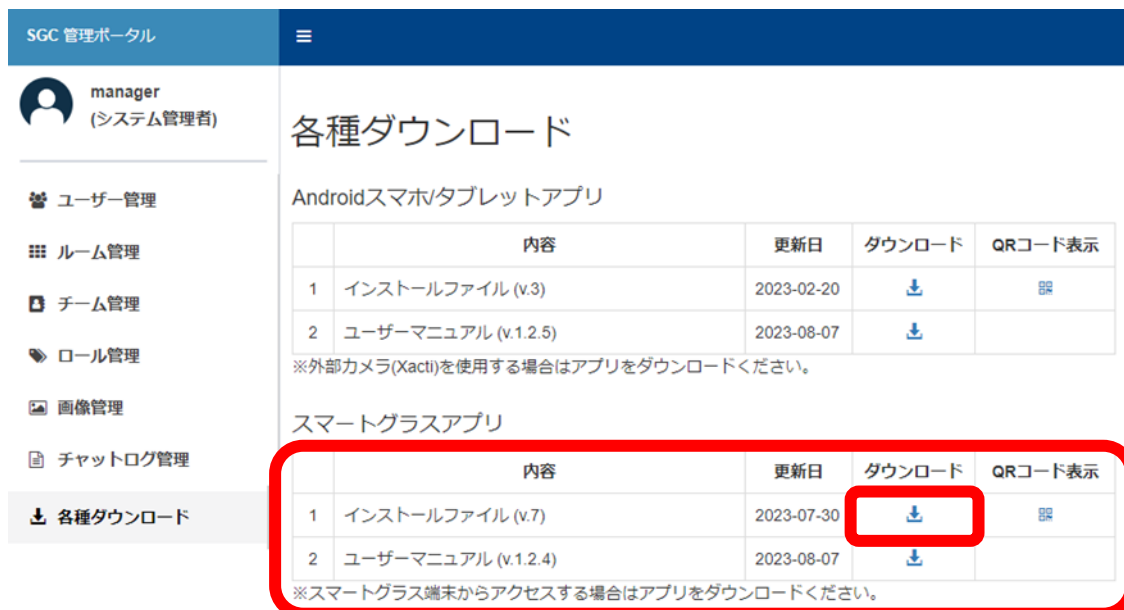 SGC 管理ポータル
manager
(システム管理者)
ユーザー管理
ルーム管理
チーム管理
ロール管理
画像管理
チャットログ管理
各種ダウンロード
各種ダウンロード
Androidスマホ/タブレットアプリ
内容 更新日 ダウンロード QRコード表示
1 インストールファイル (v.3) 2023-02-20
2 ユーザーマニュアル (v.1.2.5) 2023-08-07
※外部カメラ(Xacti)を使用する場合はアプリをダウンロードください。
スマートグラスアプリ
内容 更新日 ダウンロード QRコード表示
1 インストールファイル (v.7) 2023-07-30
2 ユーザーマニュアル (v.1.2.4) 2023-08-07
※スマートグラス端末からアクセスする場合はアプリをダウンロードください。